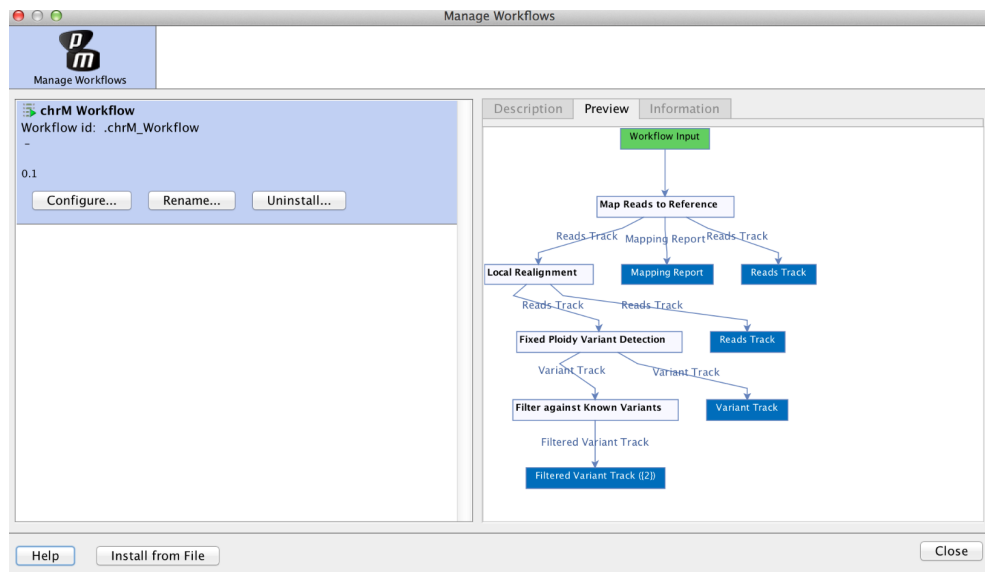 Manage Workflows
pm
Manage Workflows
chrM Workflow
Workflow id: .chrM_Workflow
-
0.1
Configure...
Rename...
Uninstall...
Description
Preview
Information
Workflow Input
Map Reads to Reference
Reads Track
Mapping Report
Reads Track
Local Realignment
Mapping Report
Reads Track
Reads Track
Reads Track
Fixed Ploidy Variant Detection
Reads Track
Variant Track
Variant Track
Filter against Known Variants
Variant Track
Filtered Variant Track
Filtered Variant Track ({2})
Help
Install from File
Close